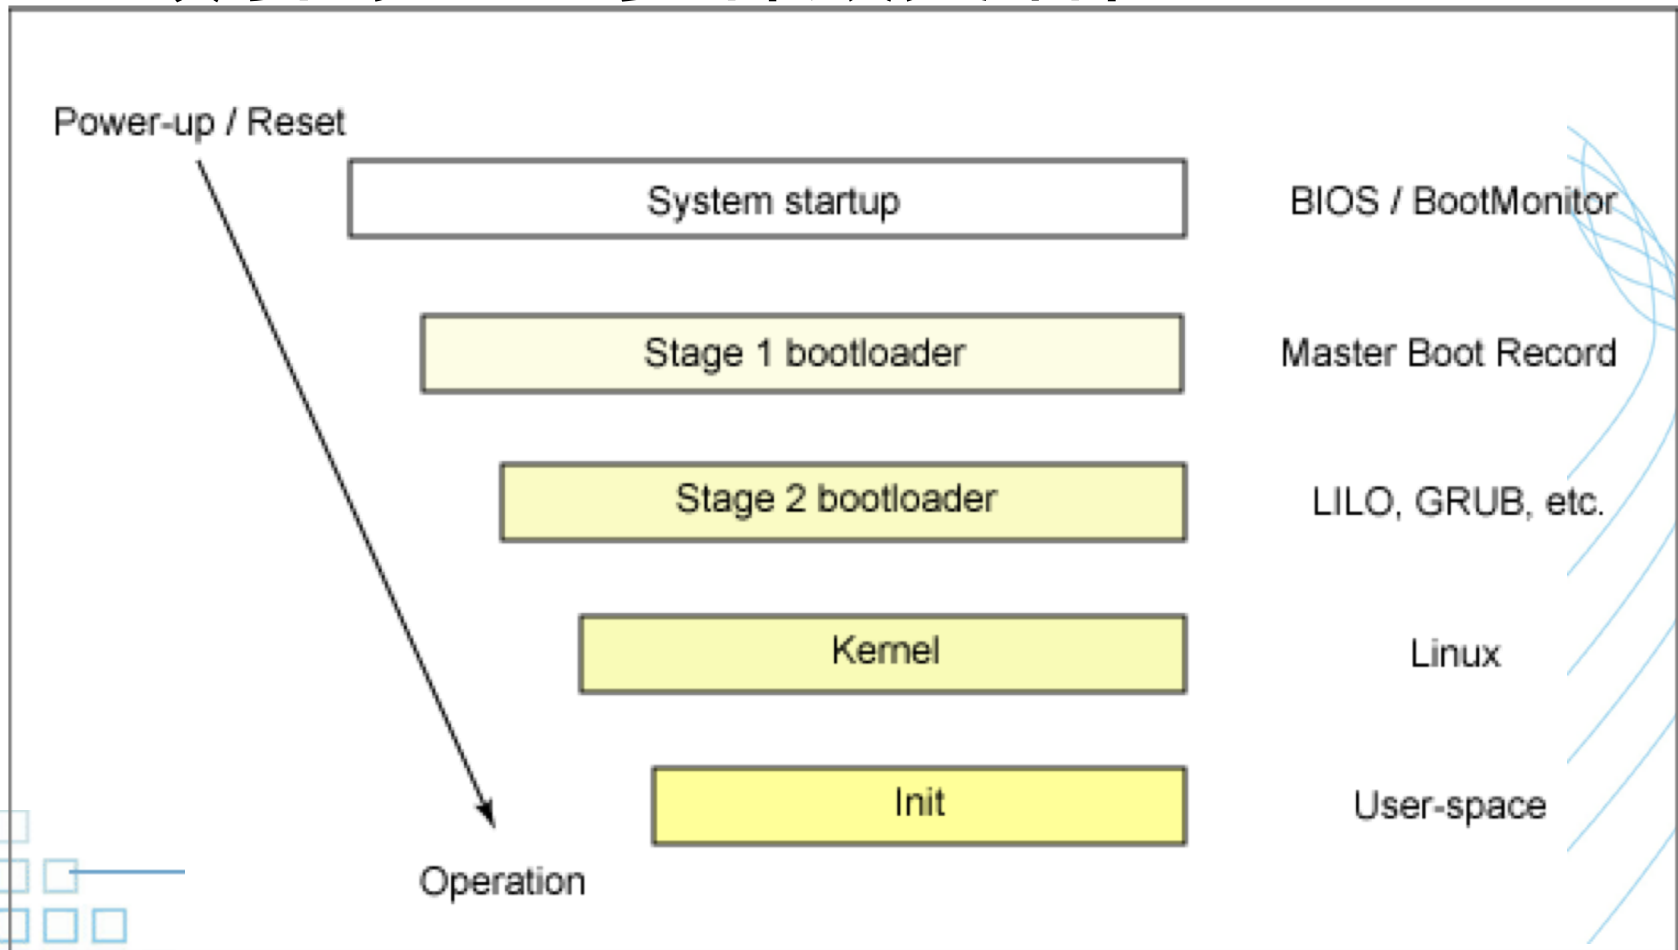 Power-up / Reset
System startup
BIOS / BootMonitor
Stage 1 bootloader
Master Boot Record
Stage 2 bootloader
LILO, GRUB, etc.
Kernel
Linux
Init
User-space
Operation